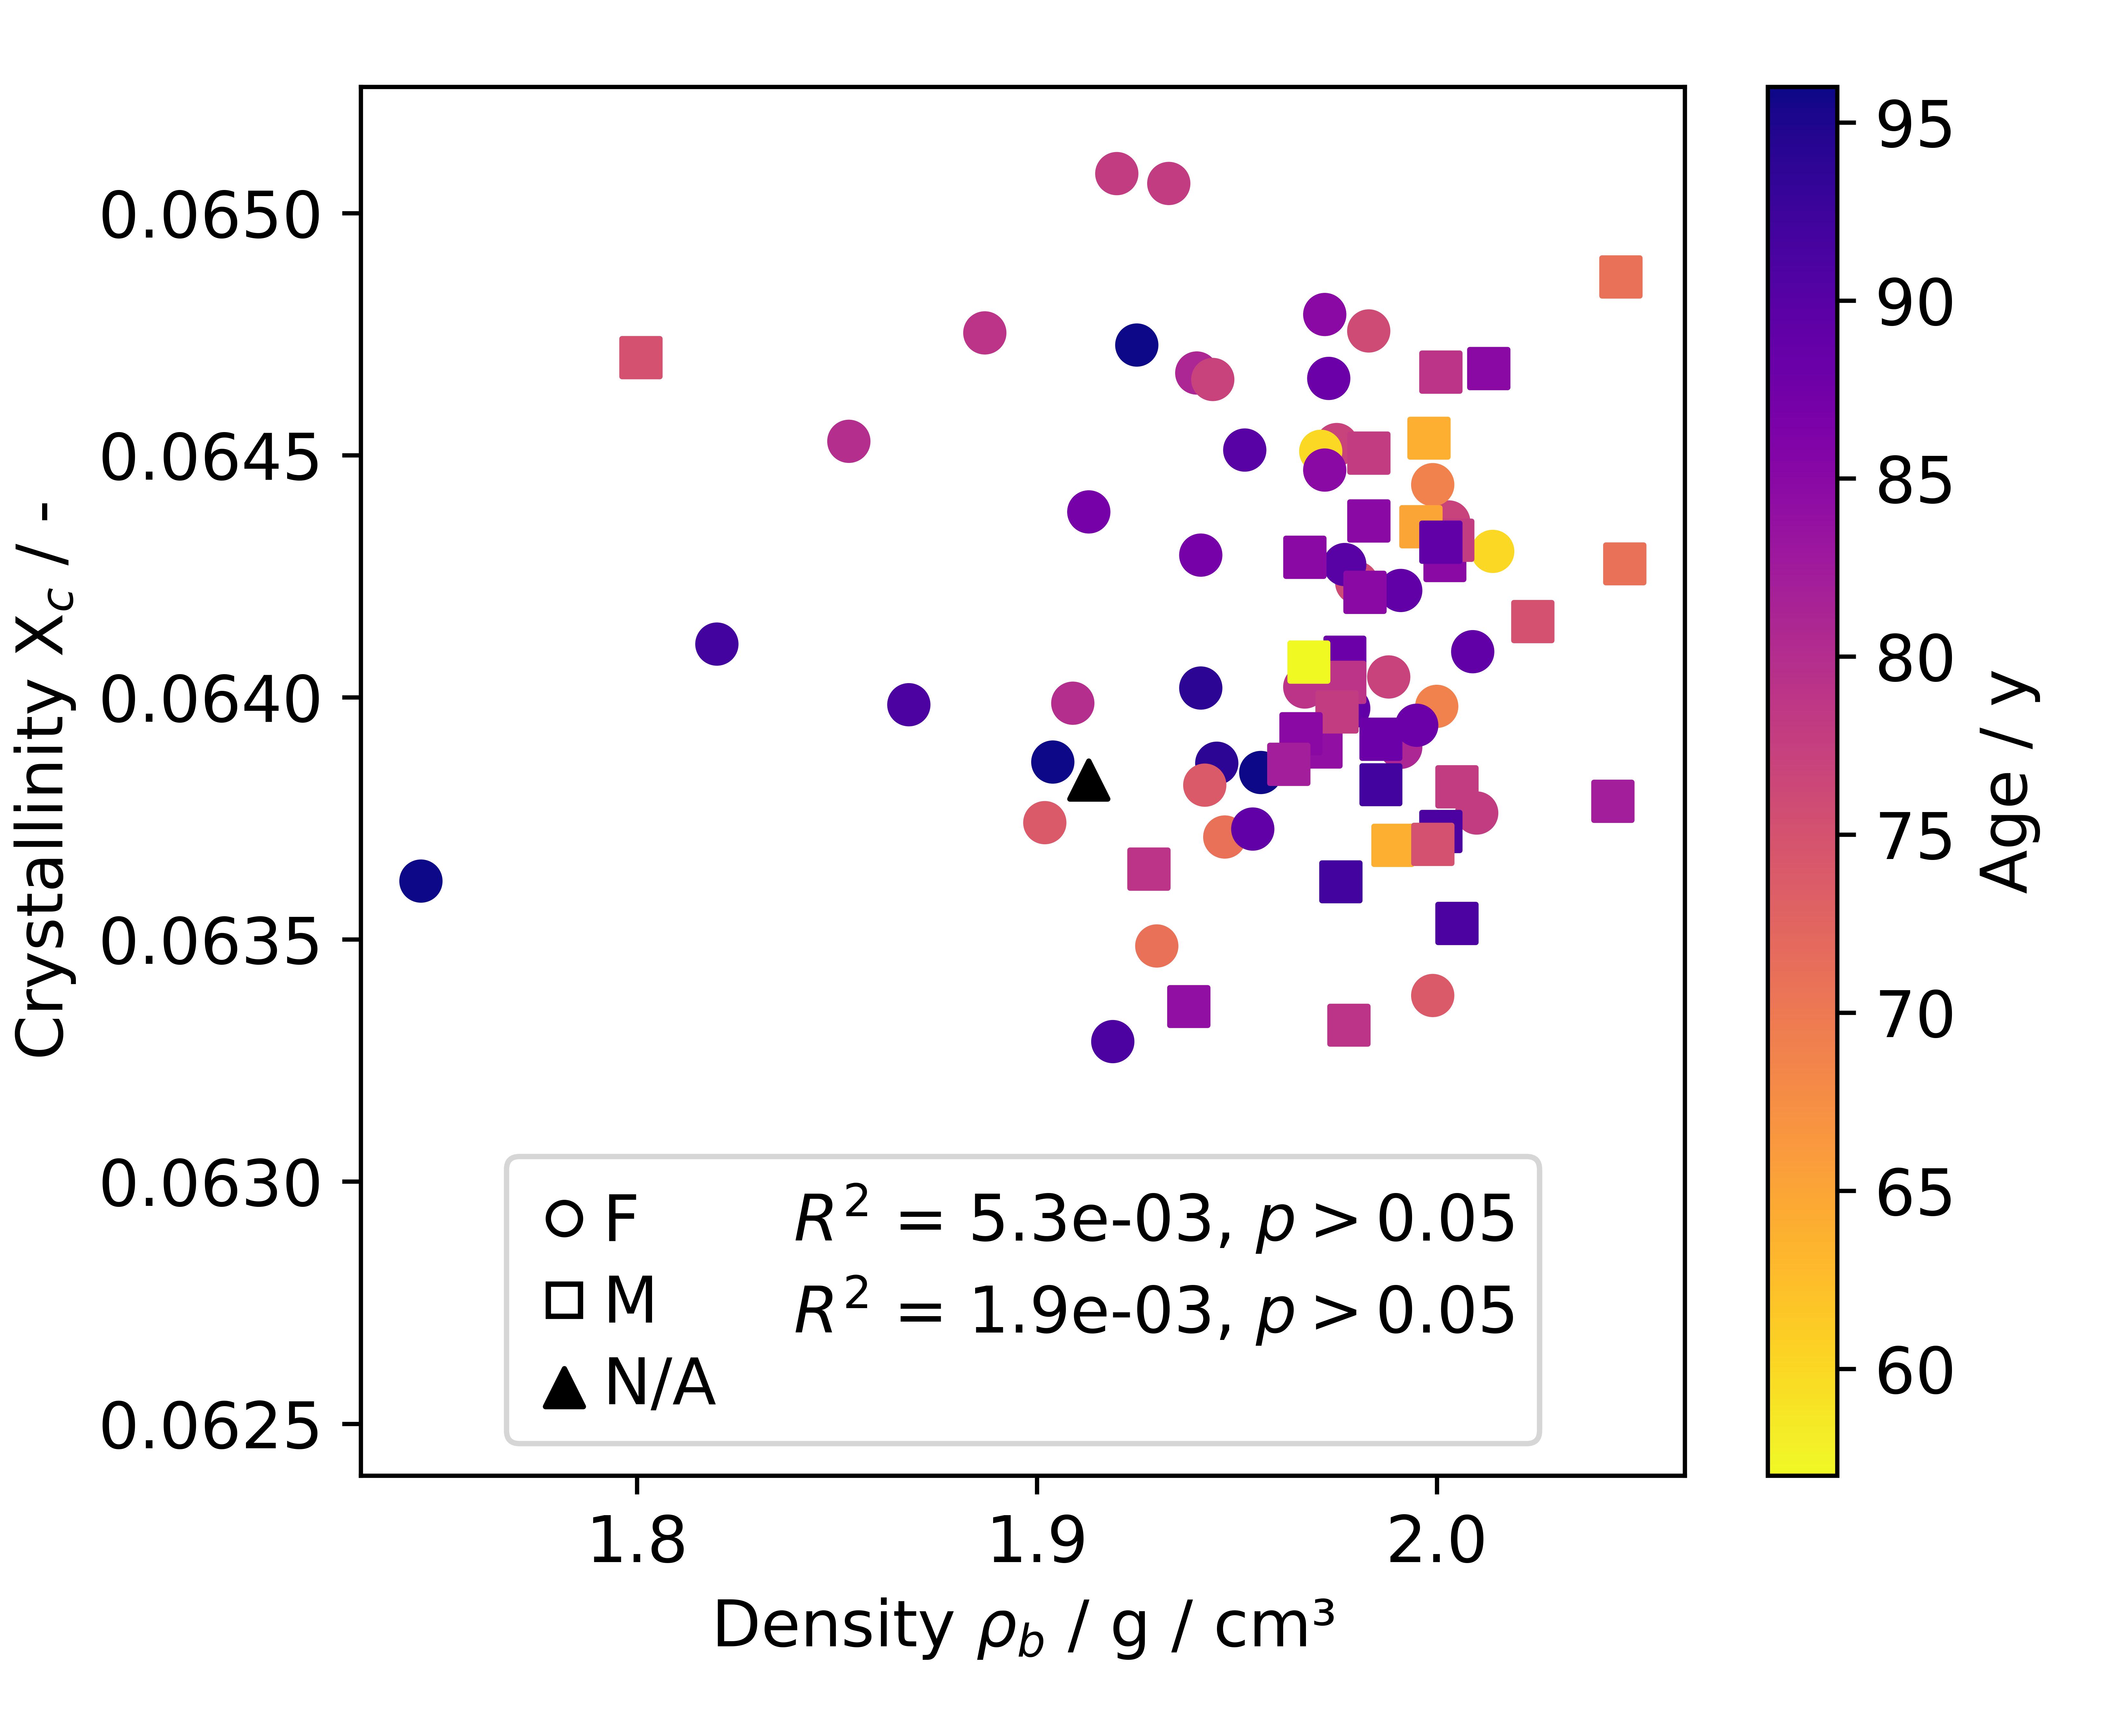 Crystallinity X_c / -
0.0650
0.0645
0.0640
0.0635
0.0630
0.0625
F R² = 5.3e-03, p > 0.05
M R² = 1.9e-03, p > 0.05
N/A
1.8 1.9 2.0
Density ρ_b / g / cm³
95
90
85
80
75
70
65
60
Age / y